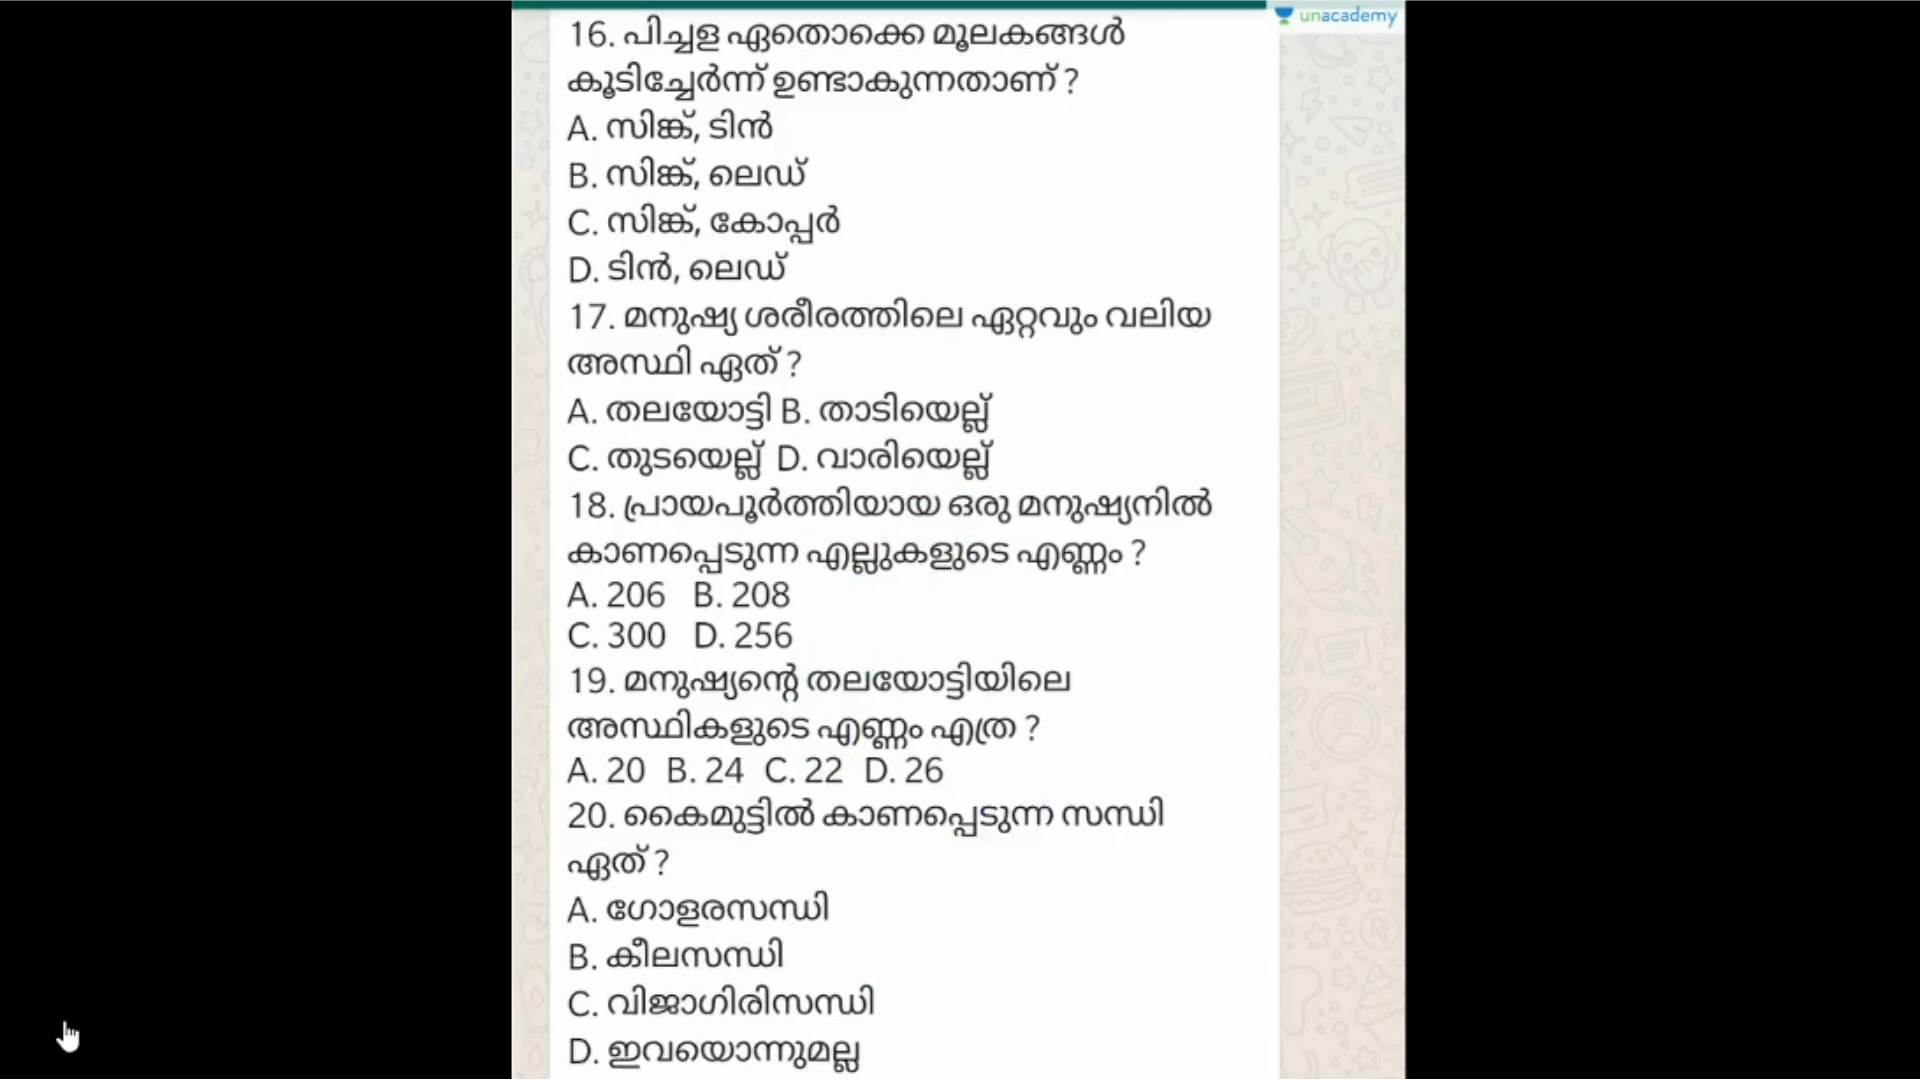 unacademy
16. പിച്ചള ഏതൊക്കെ മൂലകങ്ങൾ
കൂടിച്ചേർന്ന് ഉണ്ടാകുന്നതാണ് ?
A. സിങ്ക്, ടിൻ
B. സിങ്ക്, ലെഡ്
C. സിങ്ക്, കോപ്പർ
D. ടിൻ, ലെഡ്
17. മനുഷ്യ ശരീരത്തിലെ ഏറ്റവും വലിയ
അസ്ഥി ഏത് ?
A. തലയോട്ടി B. താടിയെല്ല്
C. തുടയെല്ല് D. വാരിയെല്ല്
18. പ്രായപൂർത്തിയായ ഒരു മനുഷ്യനിൽ
കാണപ്പെടുന്ന എല്ലുകളുടെ എണ്ണം ?
A. 206 B. 208
C. 300 D. 256
19. മനുഷ്യന്റെ തലയോട്ടിയിലെ
അസ്ഥികളുടെ എണ്ണം എത്ര ?
A. 20 B. 24 C. 22 D. 26
20. കൈമുട്ടിൽ കാണപ്പെടുന്ന സന്ധി
ഏത് ?
A. ഗോളരസന്ധി
B. കീലസന്ധി
C. വിജാഗിരിസന്ധി
D. ഇവയൊന്നുമല്ല